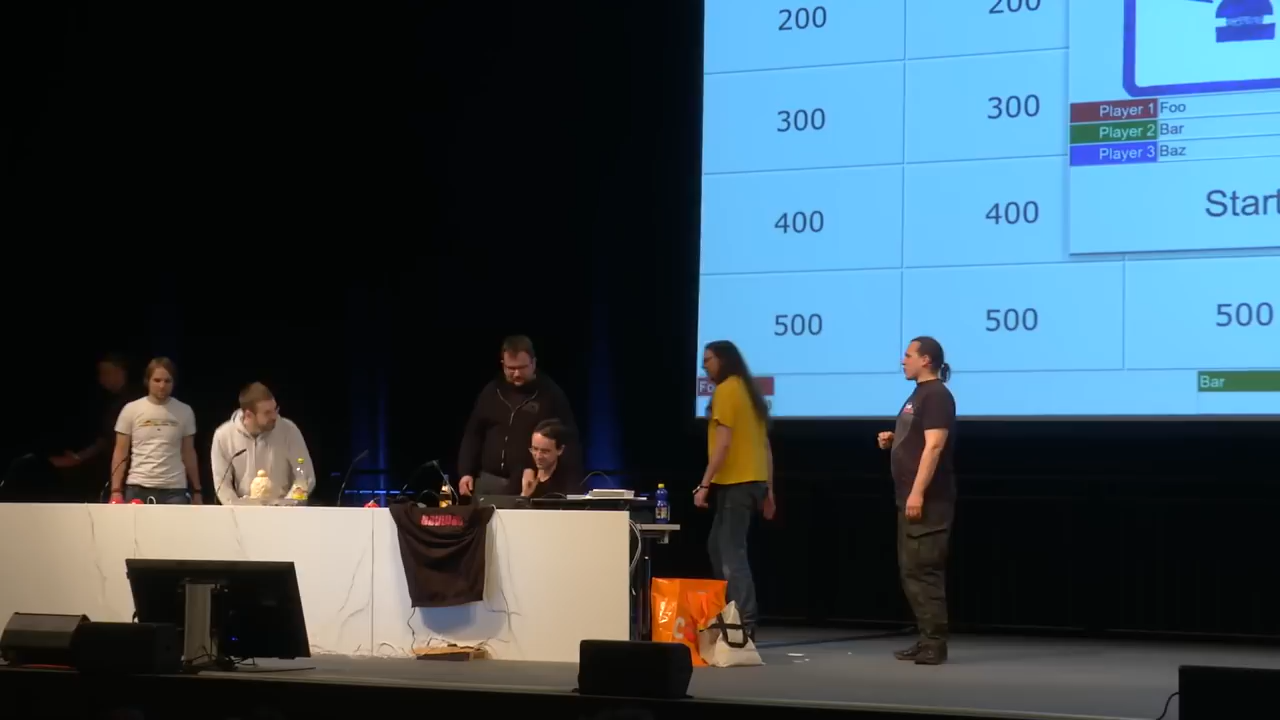 200 200
300 300
Player 1 Foo
Player 2 Bar
Player 3 Baz
400 400
Start
500 500 500
Bar